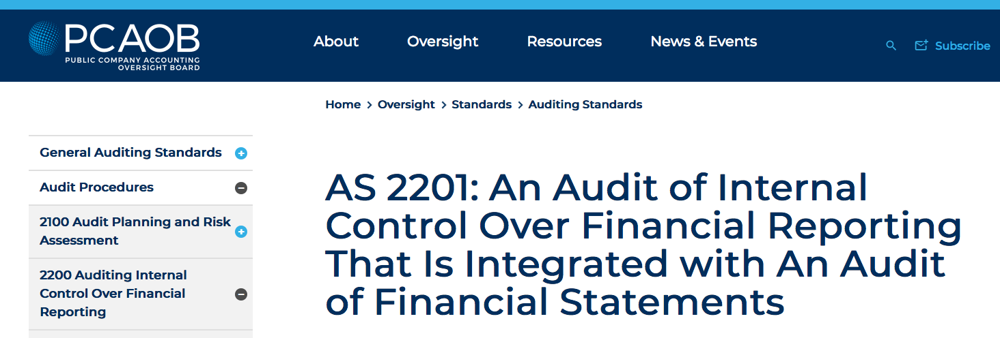 PCAOB
PUBLIC COMPANY ACCOUNTING
OVERSIGHT BOARD
About
Oversight
Resources
News & Events
Subscribe
Home > Oversight > Standards > Auditing Standards
General Auditing Standards
Audit Procedures
2100 Audit Planning and Risk
Assessment
2200 Auditing Internal
Control Over Financial
Reporting
AS 2201: An Audit of Internal
Control Over Financial Reporting
That Is Integrated with An Audit
of Financial Statements